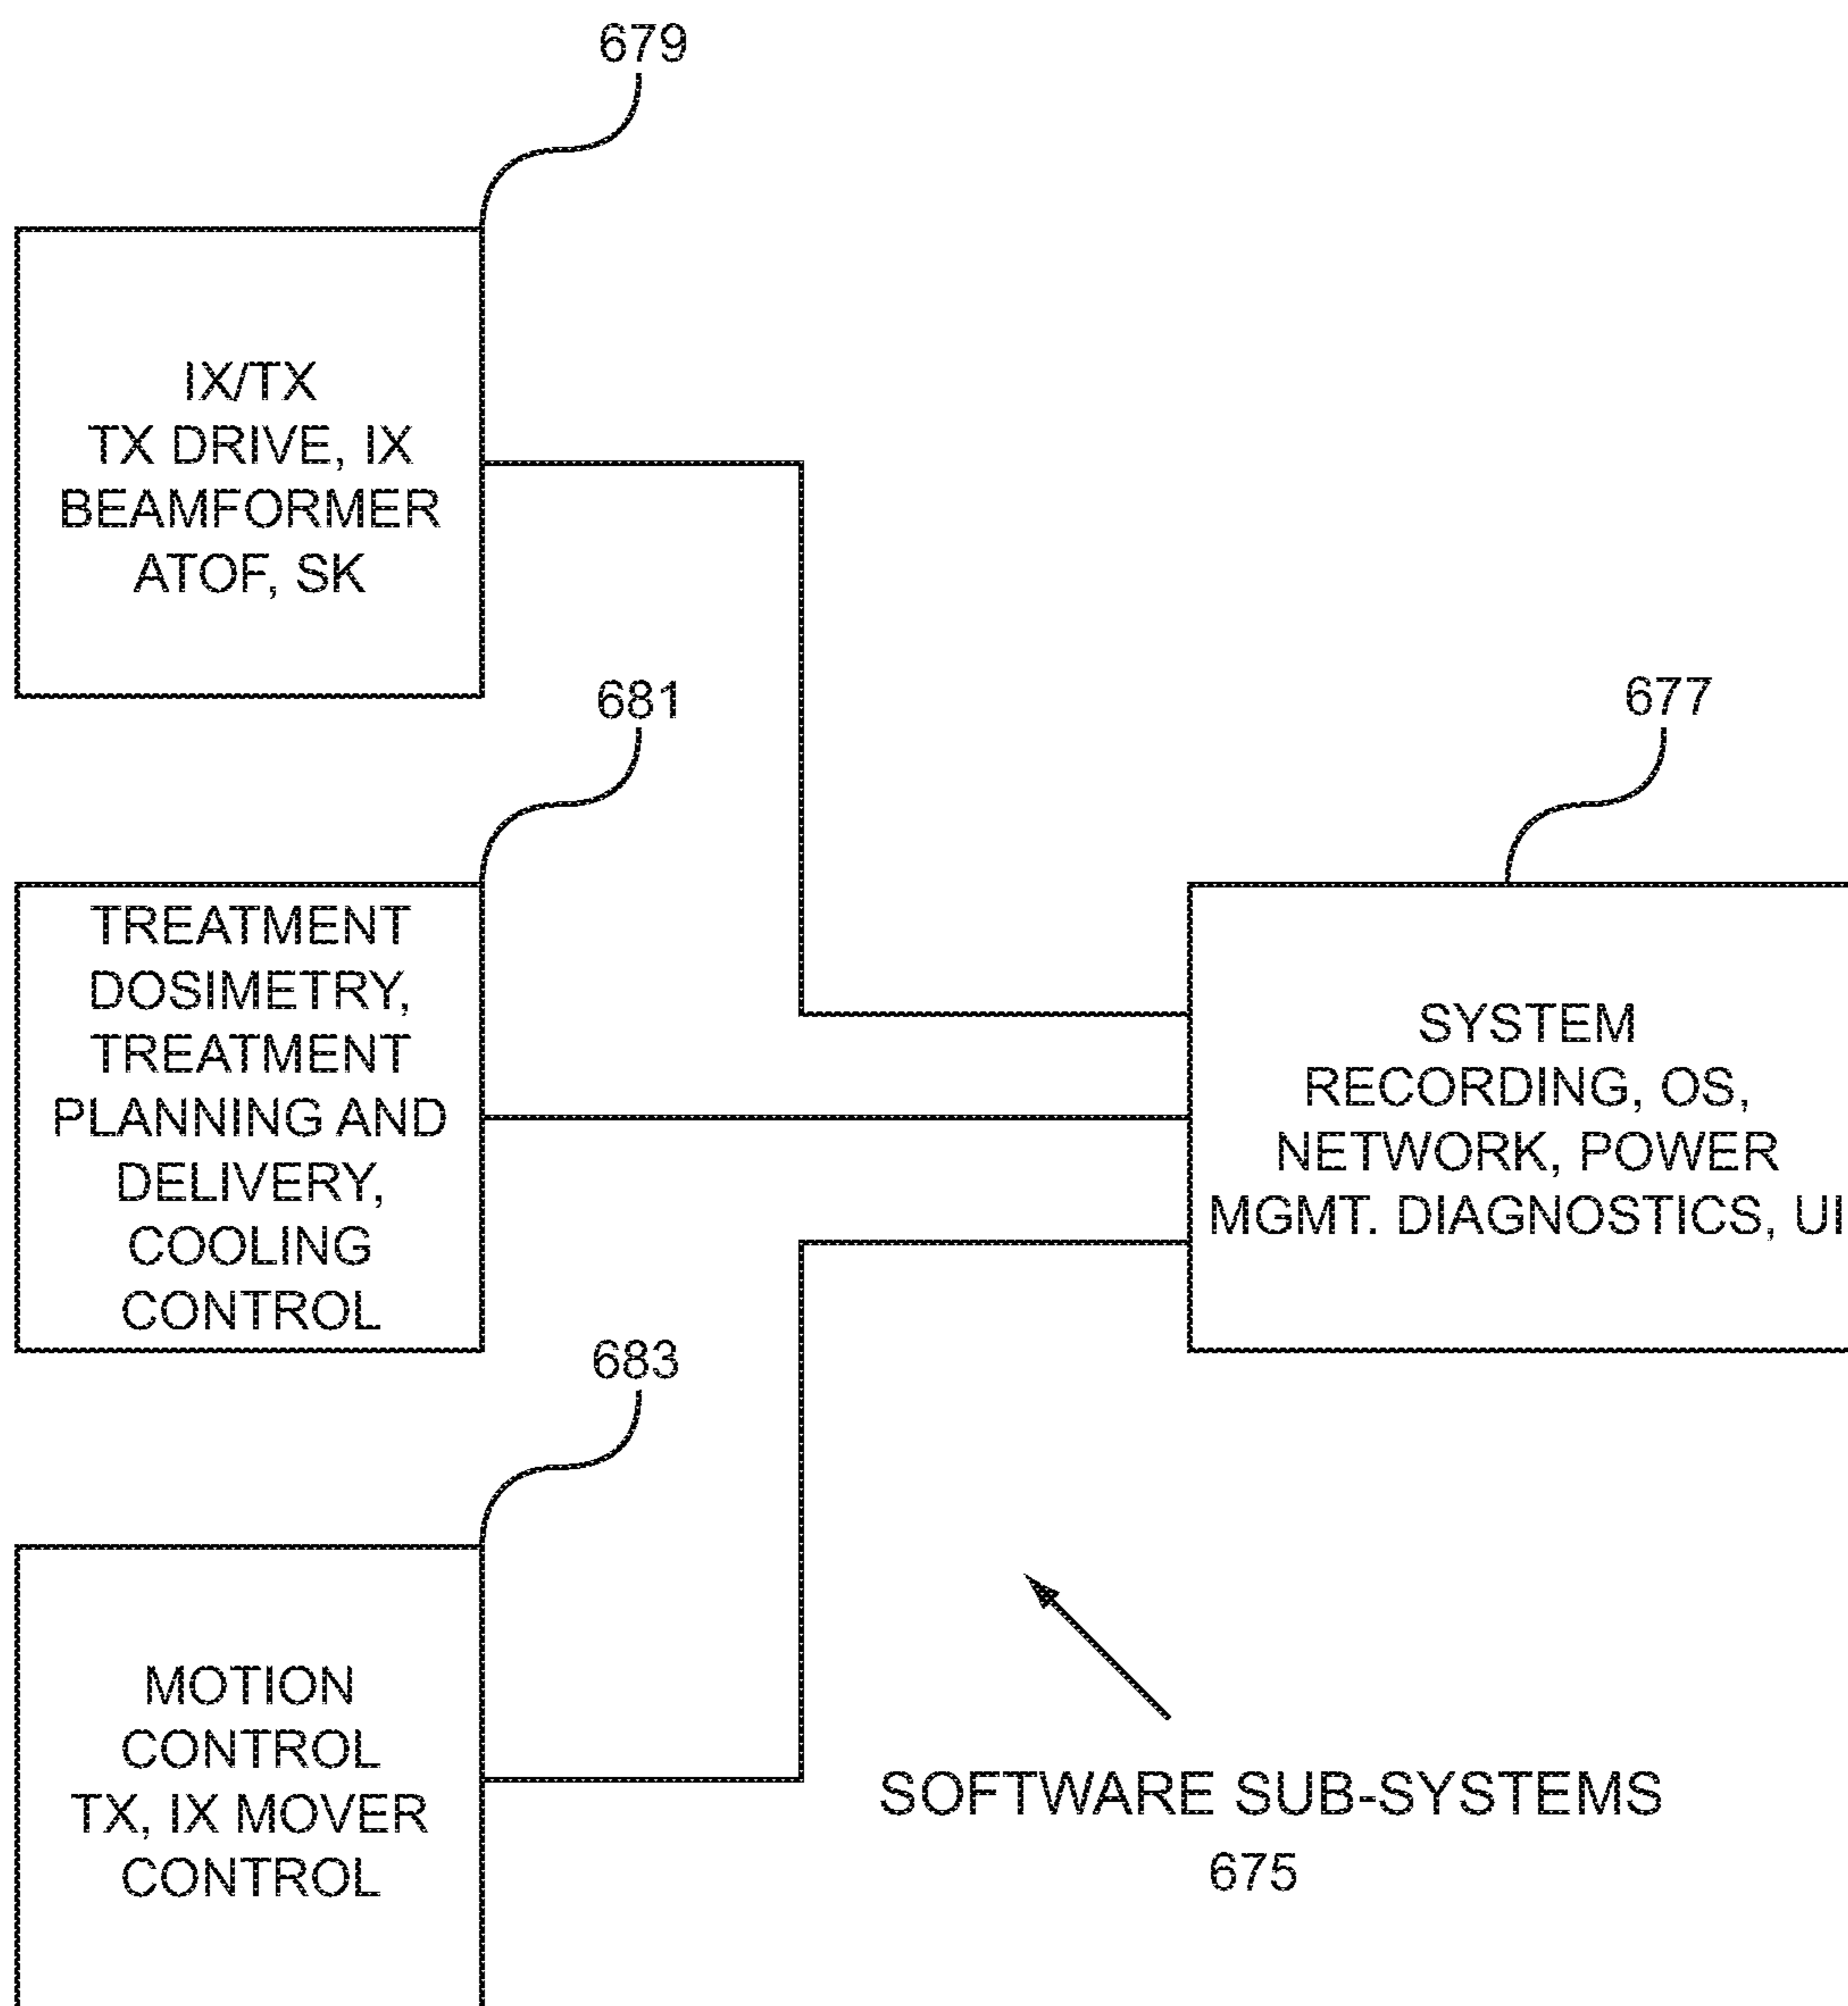 679
IX/TX
TX DRIVE, IX
BEAMFORMER
ATOF, SK
681
TREATMENT
DOSIMETRY,
TREATMENT
PLANNING AND
DELIVERY,
COOLING
CONTROL
677
SYSTEM
RECORDING, OS,
NETWORK, POWER
MGMT. DIAGNOSTICS, UI
683
MOTION
CONTROL
TX, IX MOVER
CONTROL
SOFTWARE SUB-SYSTEMS
675